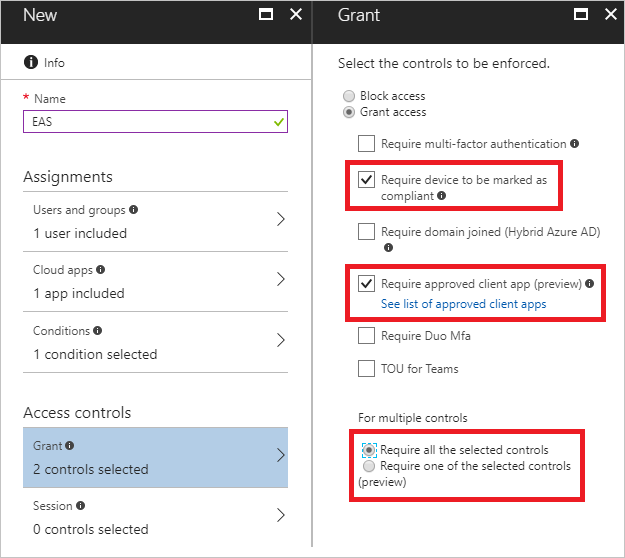 New
Info
* Name
EAS
Assignments
Users and groups
1 user included
Cloud apps
1 app included
Conditions
1 condition selected
Access controls
Grant
2 controls selected
Session
0 controls selected
Grant
Select the controls to be enforced.
Block access
Grant access
Require multi-factor authentication
Require device to be marked as
compliant
Require domain joined (Hybrid Azure AD)
Require approved client app (preview)
See list of approved client apps
Require Duo Mfa
TOU for Teams
For multiple controls
Require all the selected controls
Require one of the selected controls
(preview)